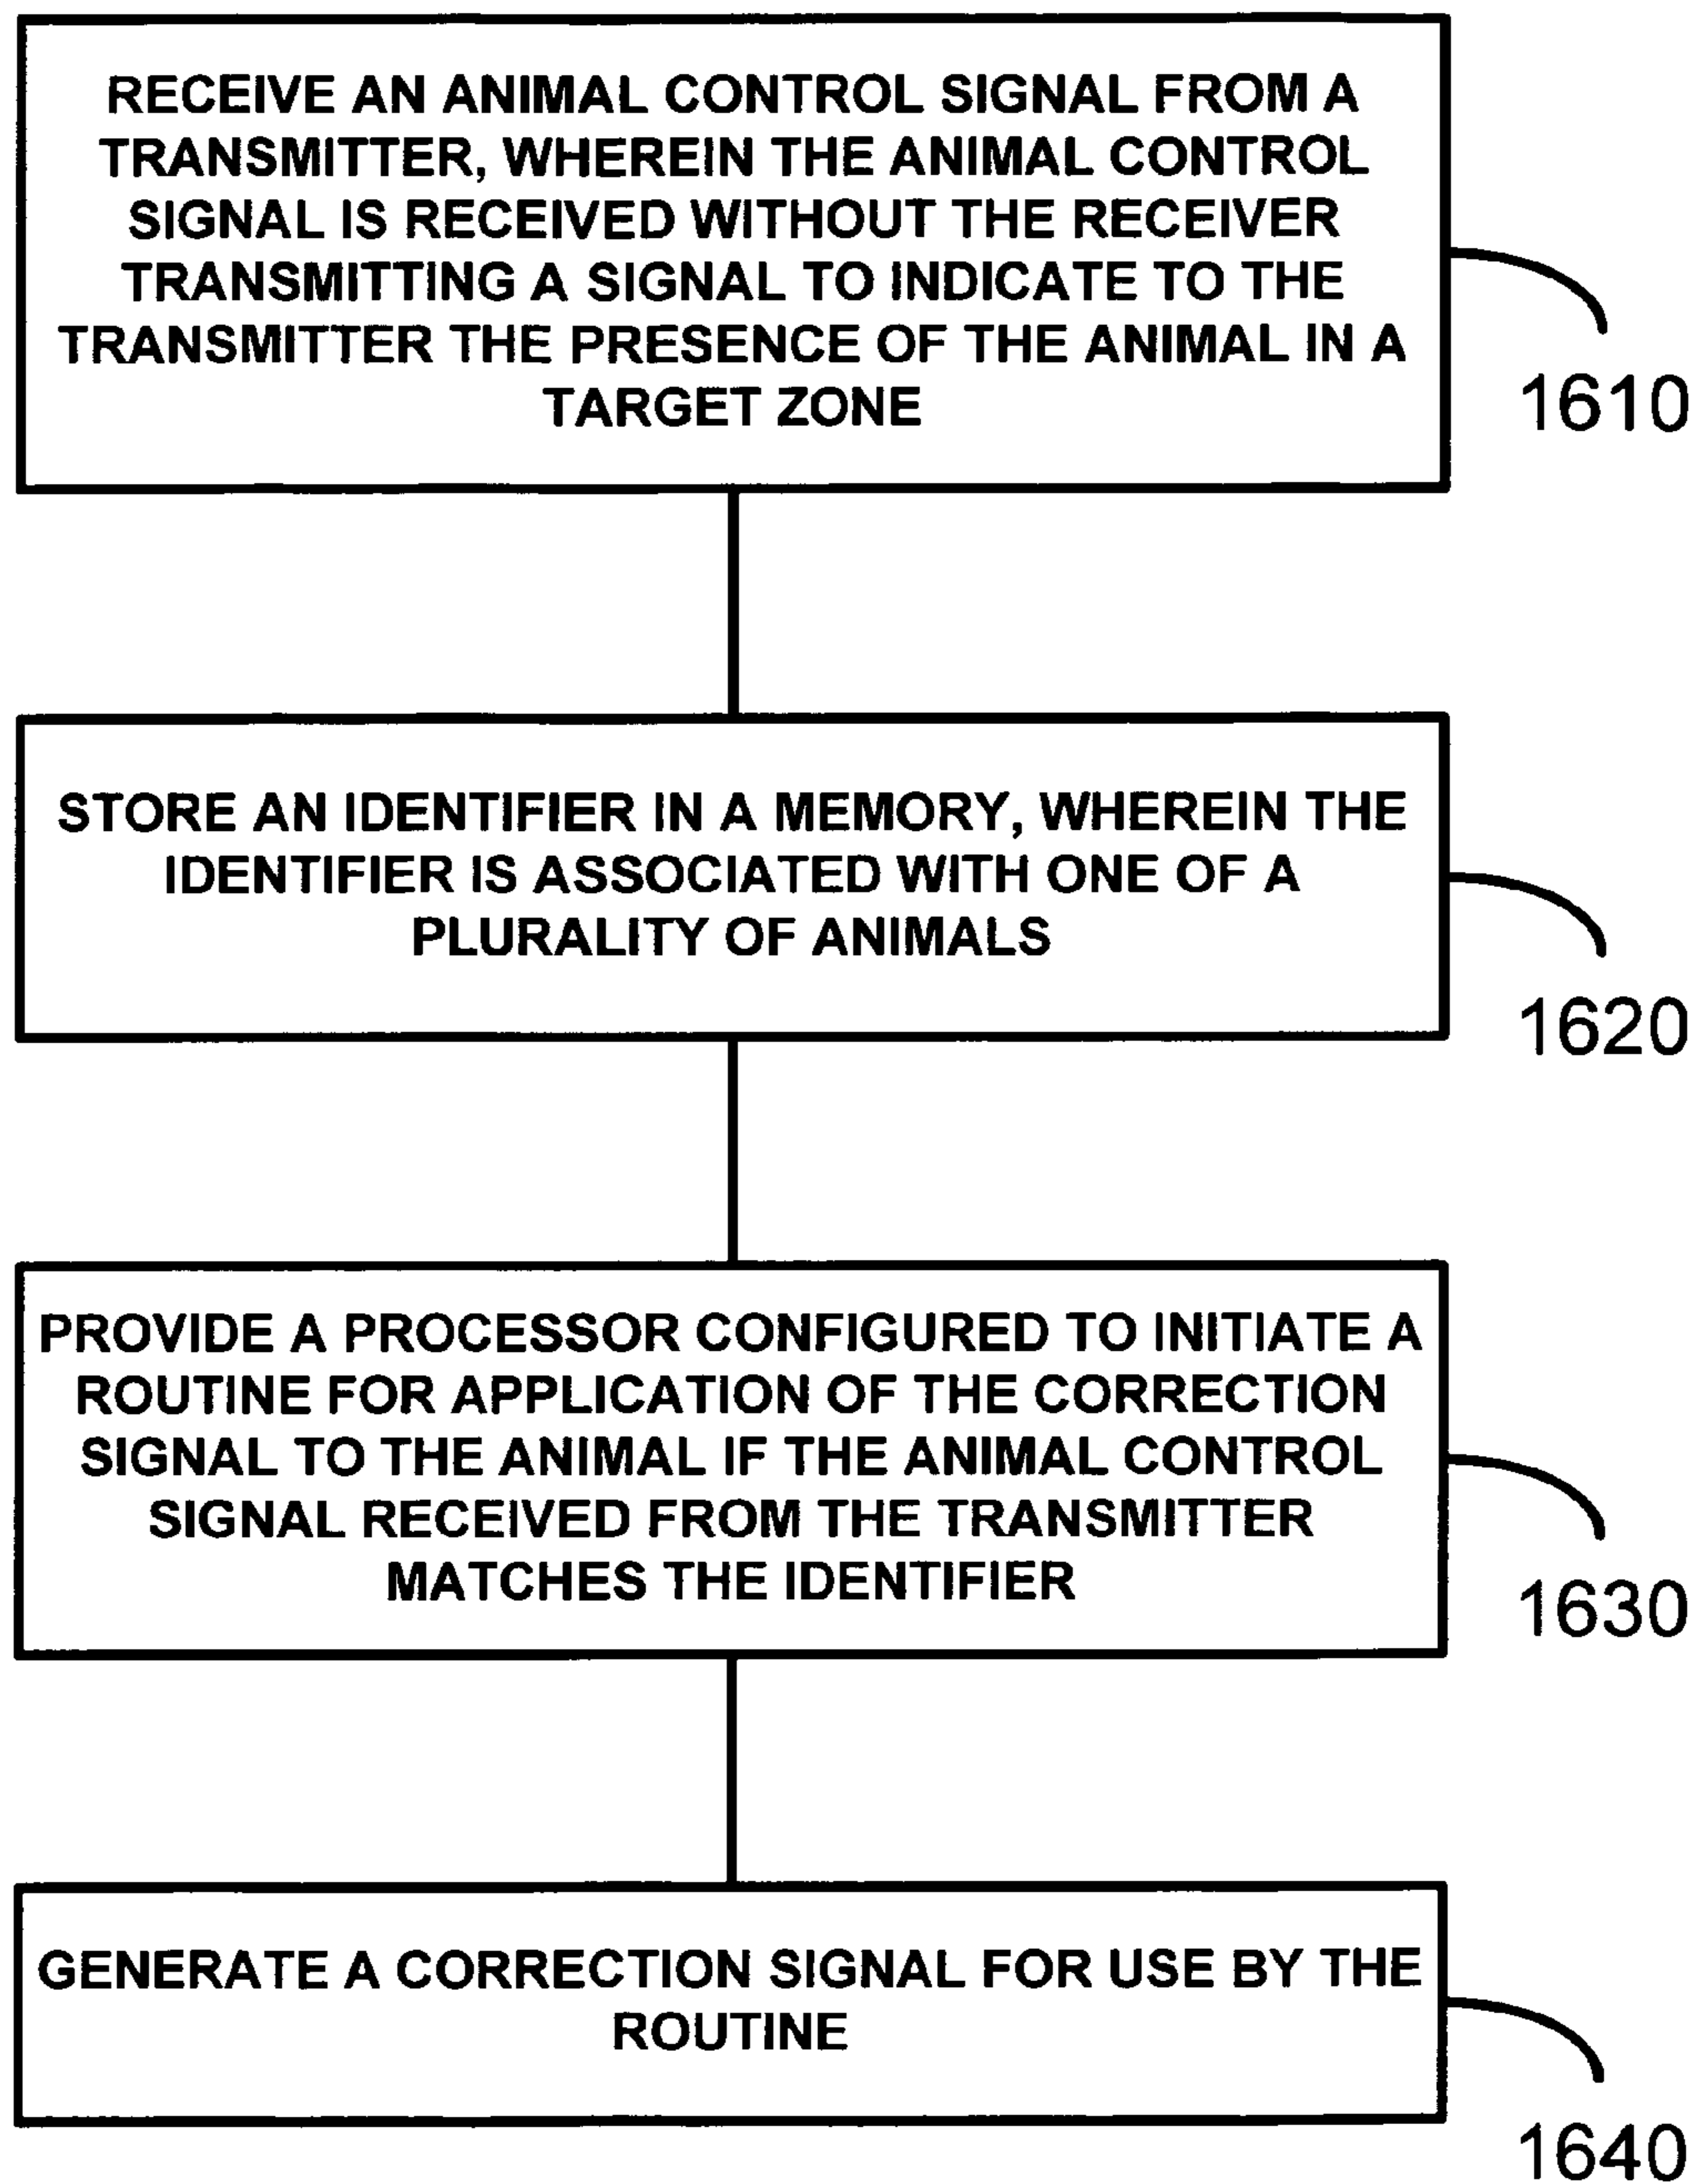 RECEIVE AN ANIMAL CONTROL SIGNAL FROM A
TRANSMITTER, WHEREIN THE ANIMAL CONTROL
SIGNAL IS RECEIVED WITHOUT THE RECEIVER
TRANSMITTING A SIGNAL TO INDICATE TO THE
TRANSMITTER THE PRESENCE OF THE ANIMAL IN A
TARGET ZONE
1610
STORE AN IDENTIFIER IN A MEMORY, WHEREIN THE
IDENTIFIER IS ASSOCIATED WITH ONE OF A
PLURALITY OF ANIMALS
1620
PROVIDE A PROCESSOR CONFIGURED TO INITIATE A
ROUTINE FOR APPLICATION OF THE CORRECTION
SIGNAL TO THE ANIMAL IF THE ANIMAL CONTROL
SIGNAL RECEIVED FROM THE TRANSMITTER
MATCHES THE IDENTIFIER
1630
GENERATE A CORRECTION SIGNAL FOR USE BY THE
ROUTINE
1640